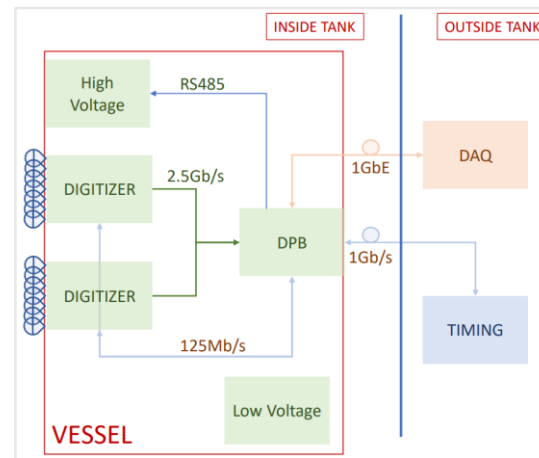 INSIDE TANK
OUTSIDE TANK
High
Voltage
RS485
DIGITIZER
2.5Gb/s
1GbE
DAQ
DPB
DIGITIZER
1Gb/s
125Mb/s
TIMING
Low Voltage
VESSEL